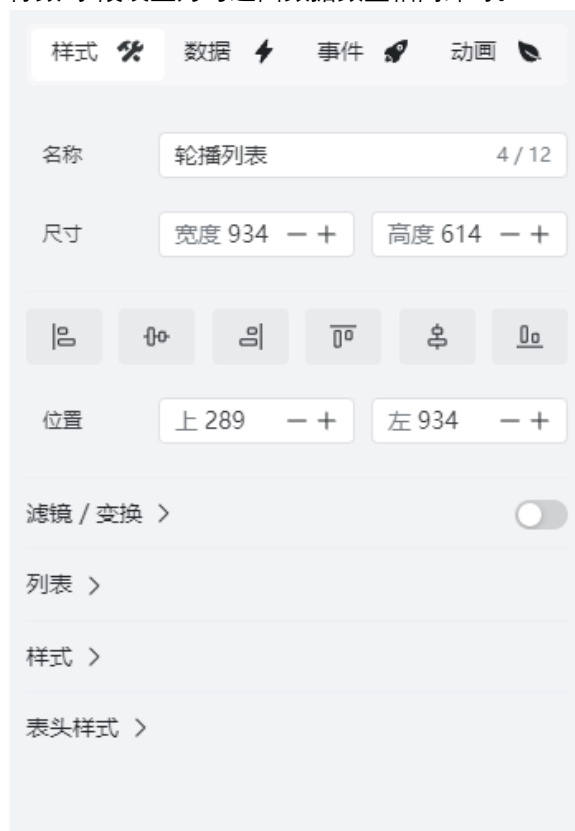 样式 数据 事件 动画
名称 轮播列表 4 / 12
尺寸 宽度 934 高度 614
位置 上 289 左 934
滤镜 / 变换
列表
样式
表头样式